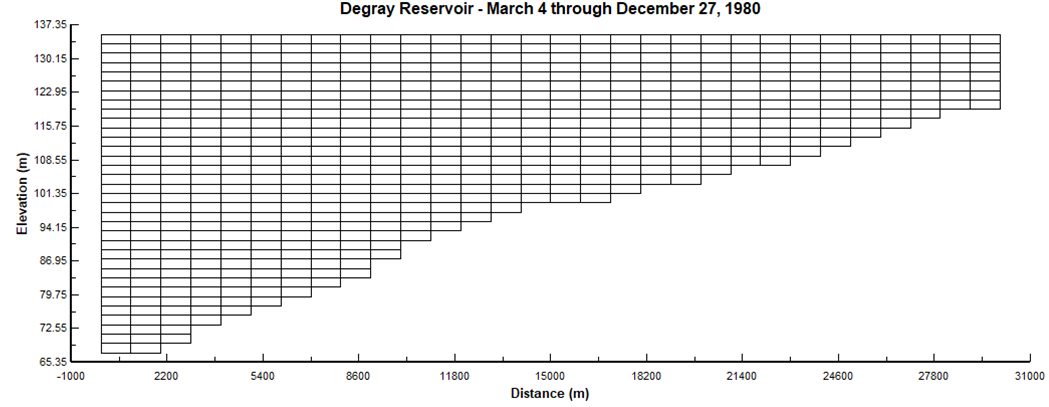 Degray Reservoir - March 4 through December 27, 1980
137.35
130.15
122.95
115.75
108.55
101.35
94.15
86.95
79.75
72.55
65.35
Elevation (m)
-1000 2200 5400 8600 11800 15000 18200 21400 24600 27800 31000
Distance (m)